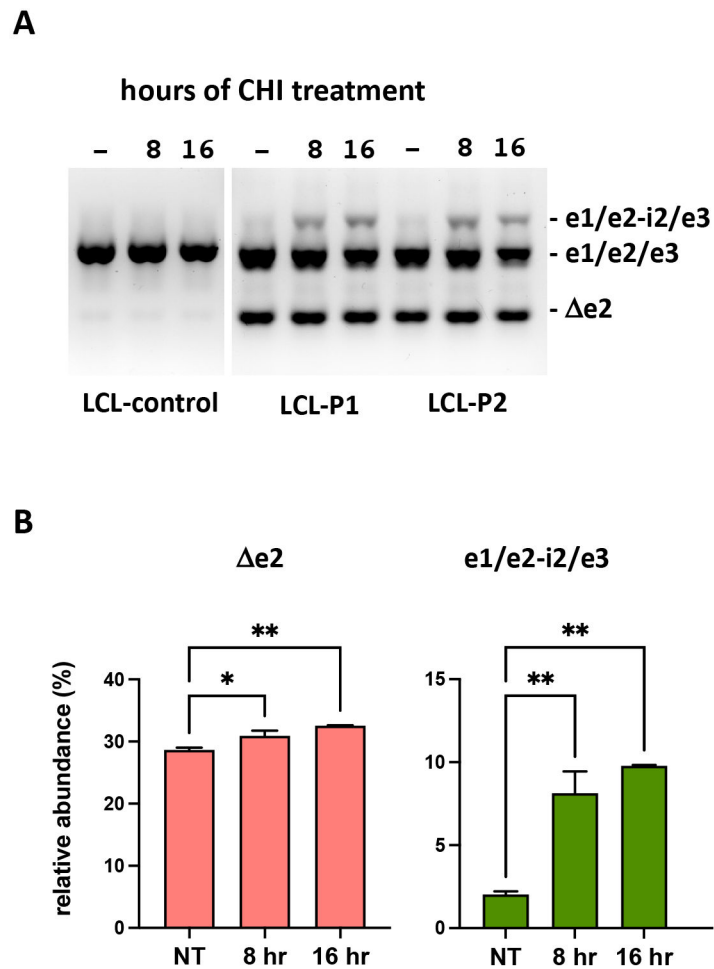 A
hours of CHI treatment
– 8 16 – 8 16 – 8 16
- e1/e2-i2/e3
- e1/e2/e3
- Δe2
LCL-control LCL-P1 LCL-P2
B
Δe2 e1/e2-i2/e3
relative abundance (%)
** **
* **
40 15
30
20 10
10 5
0 0
NT 8 hr 16 hr NT 8 hr 16 hr